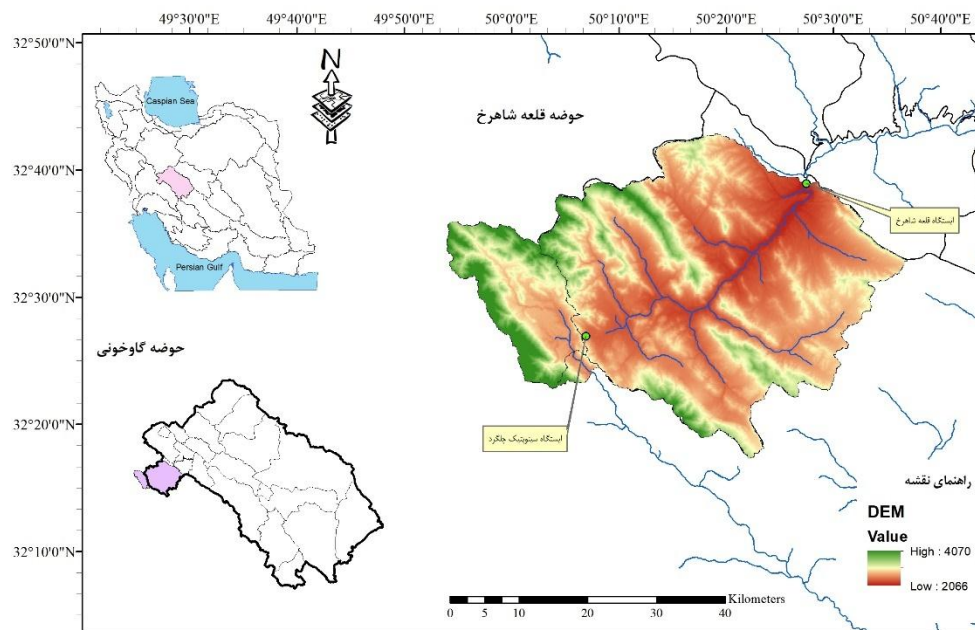 49°30'0"E 49°40'0"E 49°50'0"E 50°0'0"E 50°10'0"E 50°20'0"E 50°30'0"E 50°40'0"E
32°50'0"N
32°40'0"N
32°30'0"N
32°20'0"N
32°10'0"N
Caspian Sea
Persian Gulf
N
حوضه قلعه شاهرخ
ایستگاه قلعه شاهرخ
حوضه گاوخونی
ایستگاه سینوپتیک چلگرد
راهنمای نقشه
DEM
Value
High : 4070
Low : 2066
Kilometers
0 5 10 20 30 40